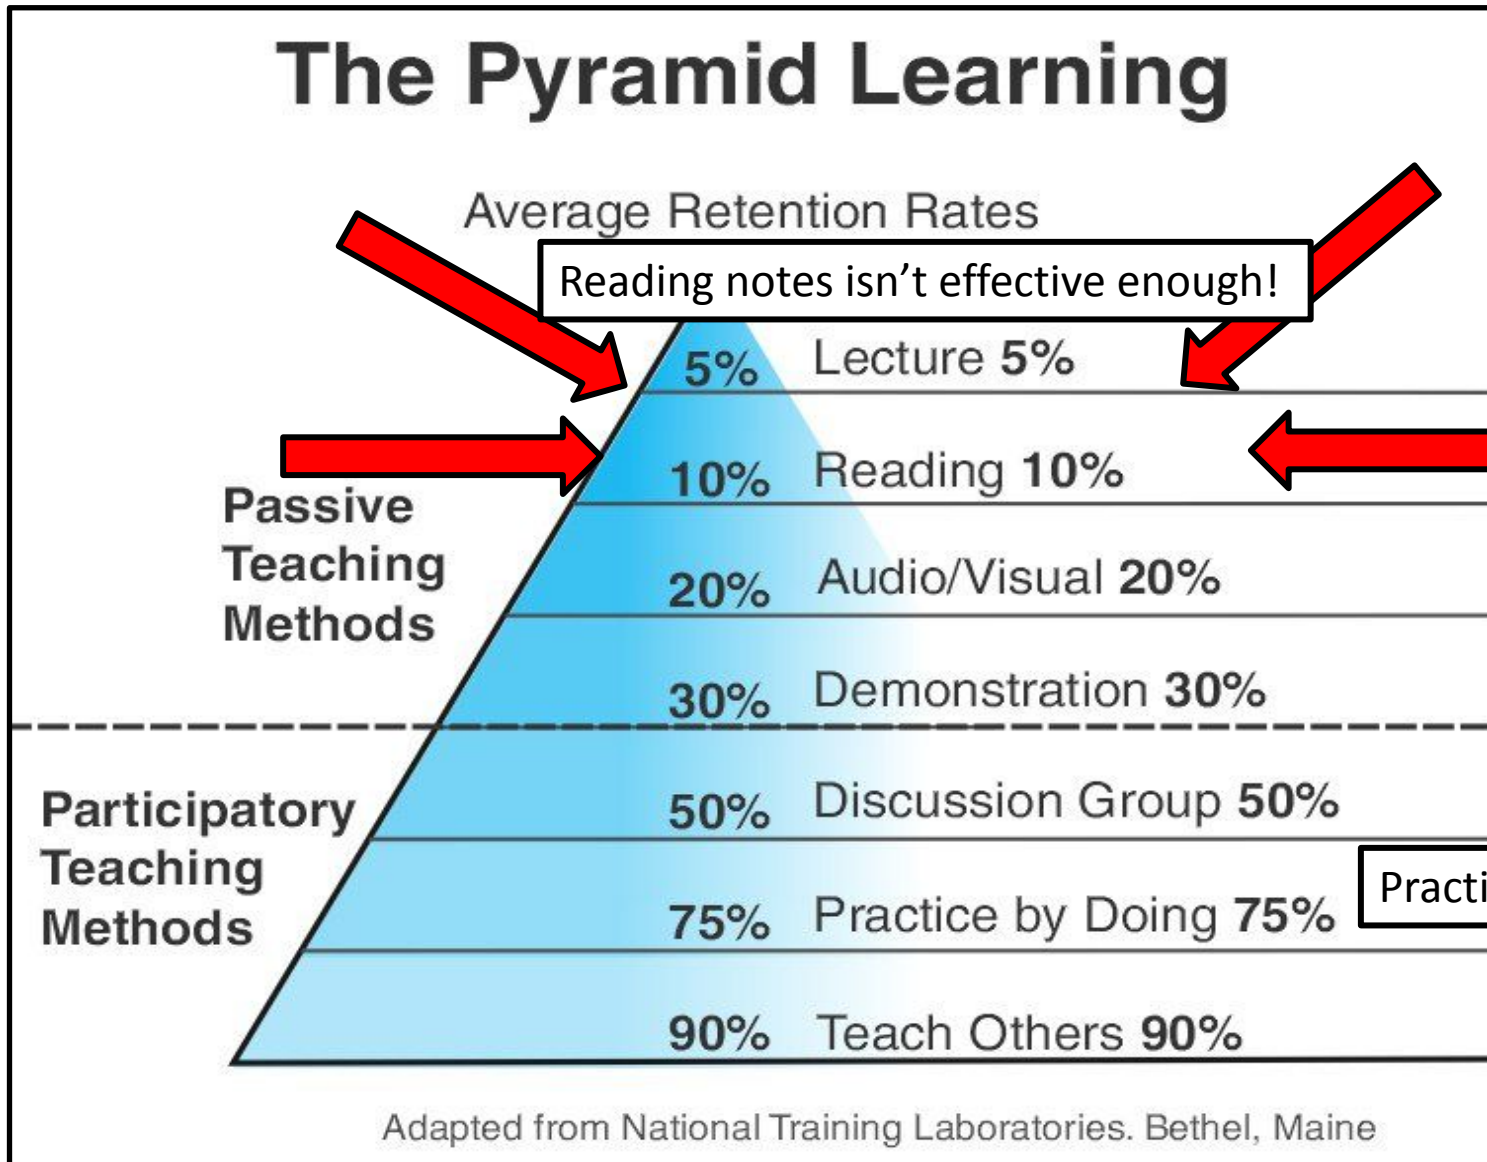 The Pyramid Learning
Average Retention Rates
Reading notes isn’t effective enough!
5% Lecture 5%
10% Reading 10%
Passive
Teaching
Methods
20% Audio/Visual 20%
30% Demonstration 30%
Participatory
Teaching
Methods
50% Discussion Group 50%
75% Practice by Doing 75%
Practi
90% Teach Others 90%
Adapted from National Training Laboratories. Bethel, Maine